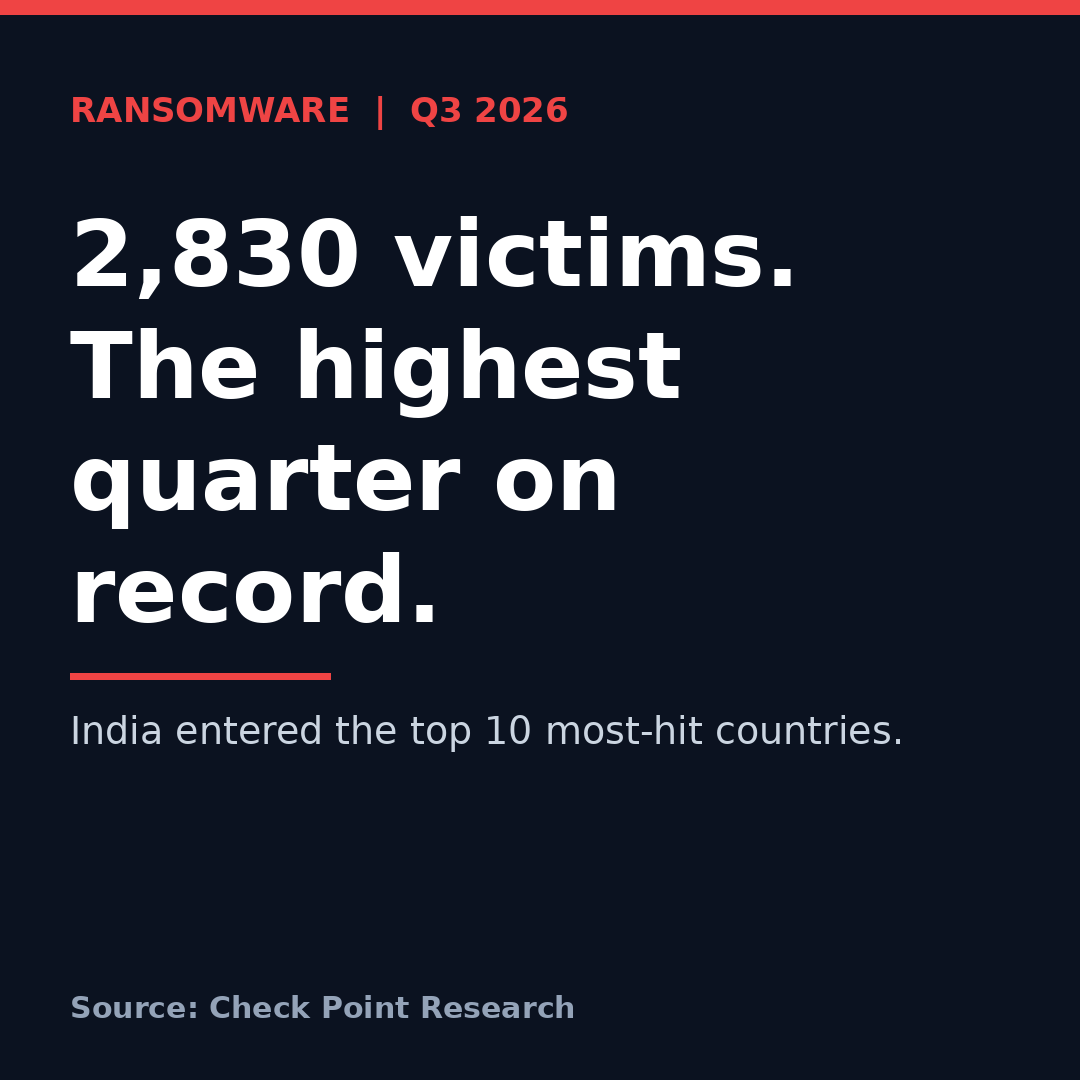 RANSOMWARE | Q3 2026
2,830 victims.
The highest
quarter on
record.
India entered the top 10 most-hit countries.
Source: Check Point Research